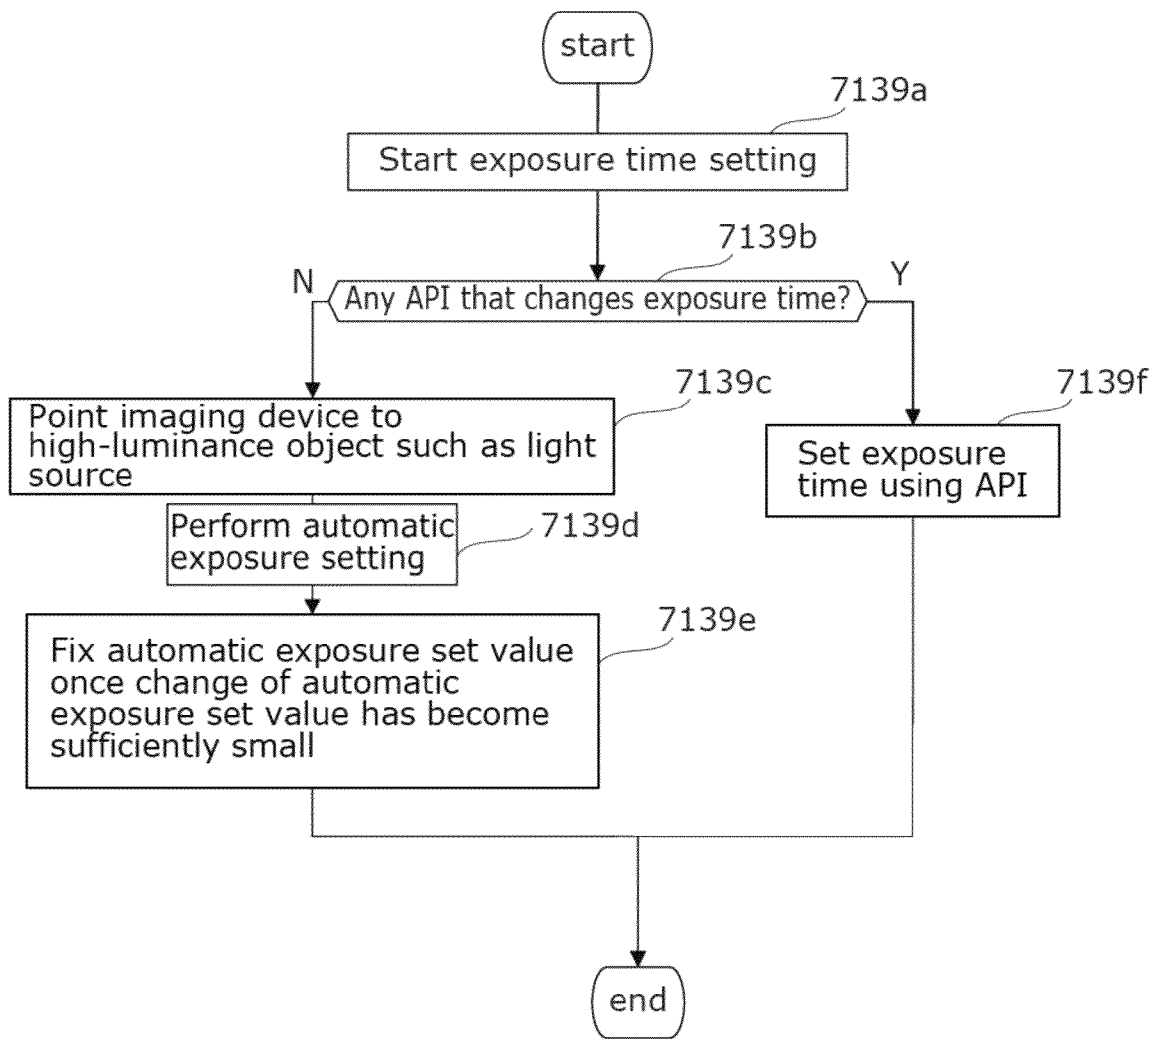 start
7139a
Start exposure time setting
7139b
N
Y
Any API that changes exposure time?
7139c
7139f
Point imaging device to
high-luminance object such as light
source
Set exposure
time using API
Perform automatic
exposure setting
7139d
7139e
Fix automatic exposure set value
once change of automatic
exposure set value has become
sufficiently small
end